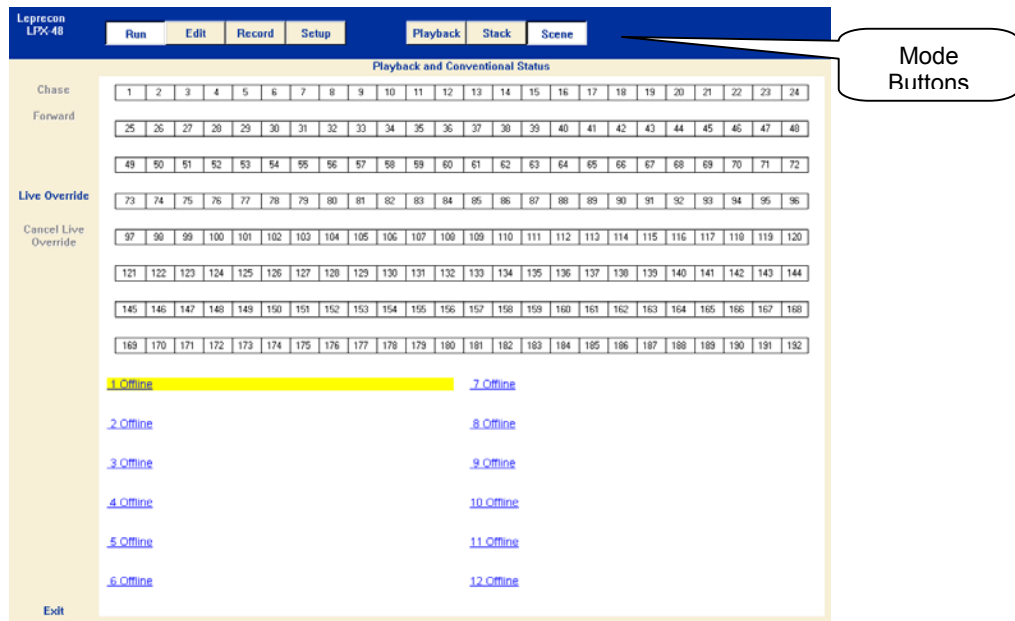 Leprecon
LPX-48
Run Edit Record Setup Playback Stack Scene
Mode
Buttons
Playback and Conventional Status
Chase
Forward
Live Override
Cancel Live
Override
1 2 3 4 5 6 7 8 9 10 11 12 13 14 15 16 17 18 19 20 21 22 23 24
25 26 27 28 29 30 31 32 33 34 35 36 37 38 39 40 41 42 43 44 45 46 47 48
49 50 51 52 53 54 55 56 57 58 59 60 61 62 63 64 65 66 67 68 69 70 71 72
73 74 75 76 77 78 79 80 81 82 83 84 85 86 87 88 89 90 91 92 93 94 95 96
97 98 99 100 101 102 103 104 105 106 107 108 109 110 111 112 113 114 115 116 117 118 119 120
121 122 123 124 125 126 127 128 129 130 131 132 133 134 135 136 137 138 139 140 141 142 143 144
145 146 147 148 149 150 151 152 153 154 155 156 157 158 159 160 161 162 163 164 165 166 167 168
169 170 171 172 173 174 175 176 177 178 179 180 181 182 183 184 185 186 187 188 189 190 191 192
1 Offline
2 Offline
3 Offline
4 Offline
5 Offline
6 Offline
7 Offline
8 Offline
9 Offline
10 Offline
11 Offline
12 Offline
Exit